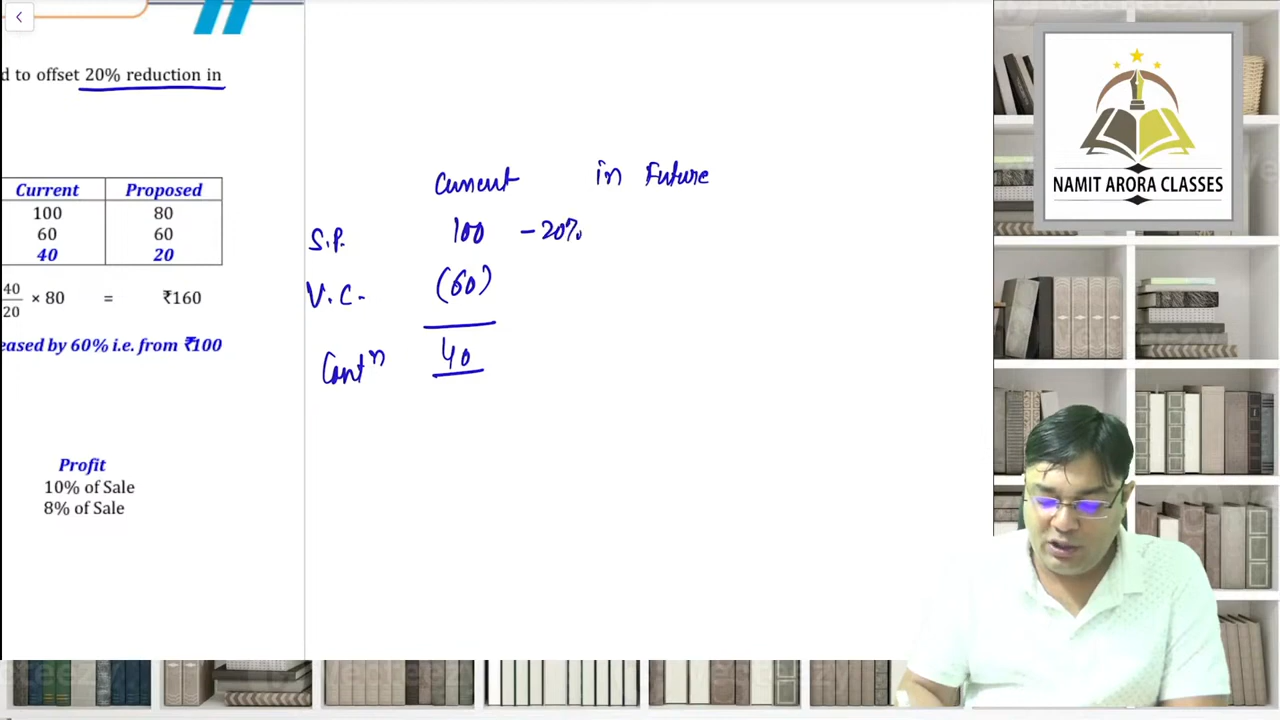 d to offset 20% reduction in
Current Proposed
100 80
60 60
40 20
40/20 × 80 = ₹160
eased by 60% i.e. from ₹100
Profit
10% of Sale
8% of Sale
Current in Future
S.P. 100 - 20%
V.C. (60)
Contⁿ 40
NAMIT ARORA CLASSES